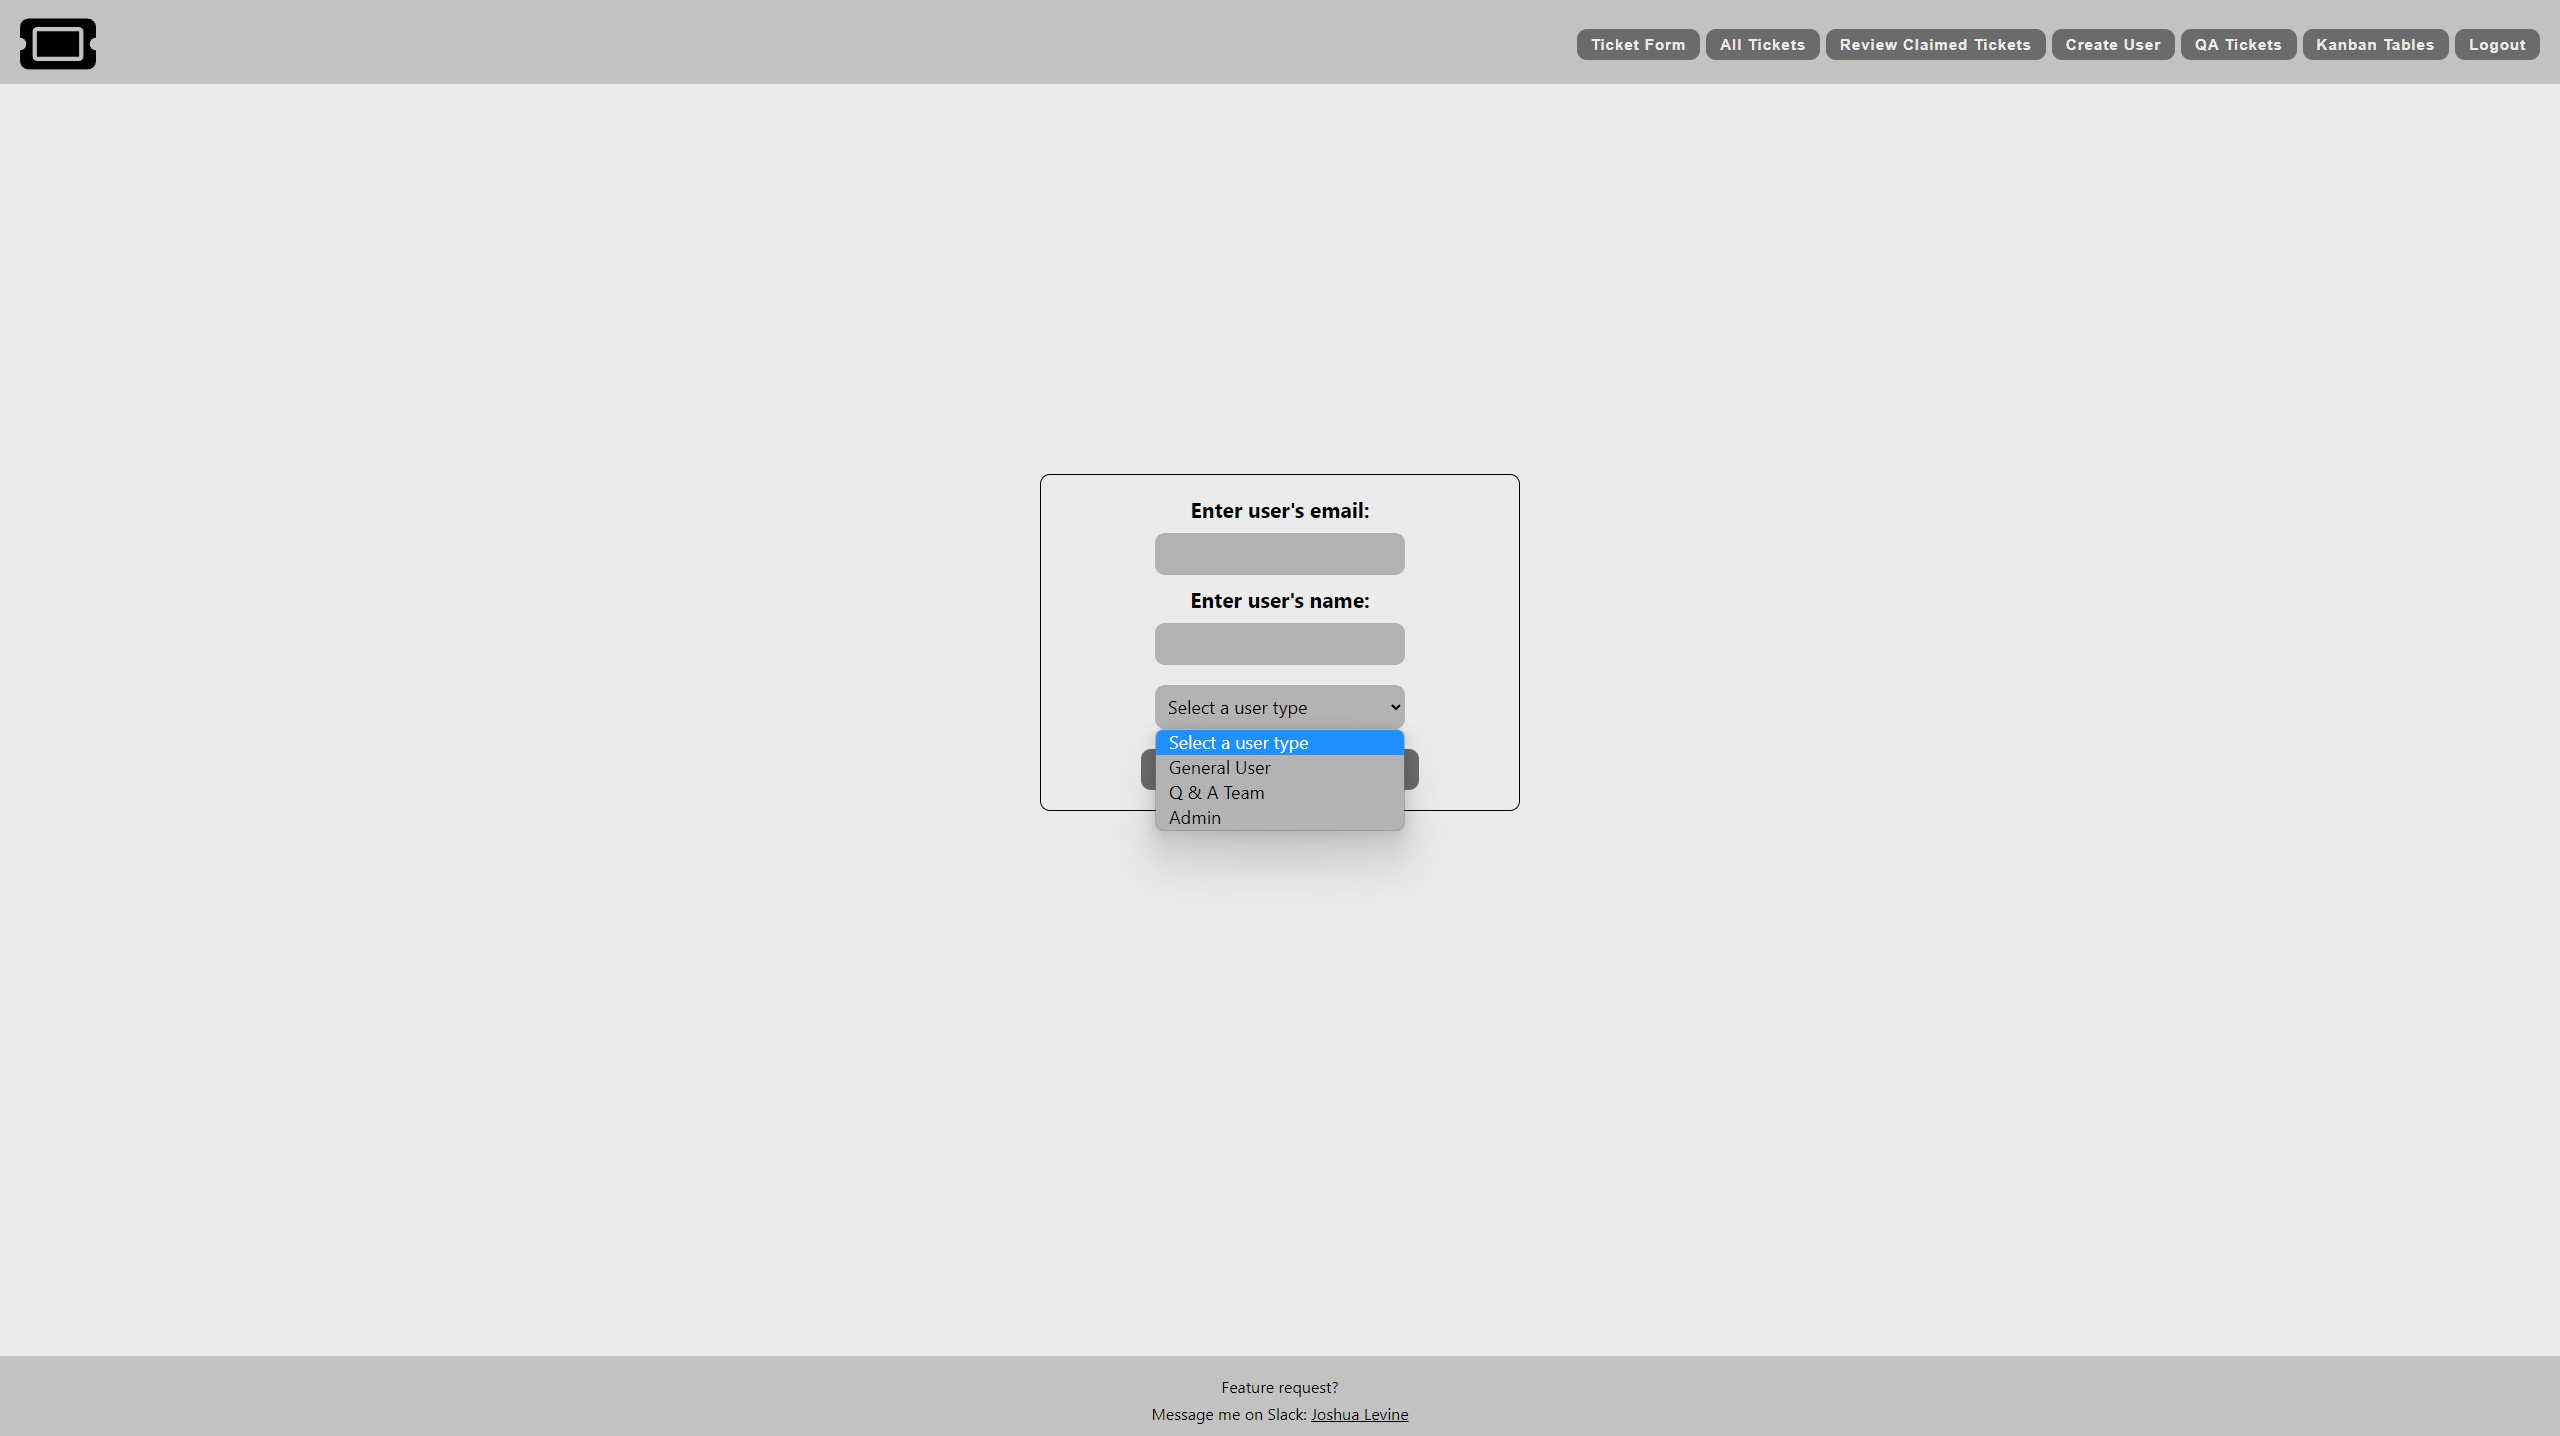 Ticket Form All Tickets Review Claimed Tickets Create User QA Tickets Kanban Tables Logout
Enter user's email:
Enter user's name:
Select a user type
Select a user type
General User
Q & A Team
Admin
Feature request?
Message me on Slack: Joshua Levine